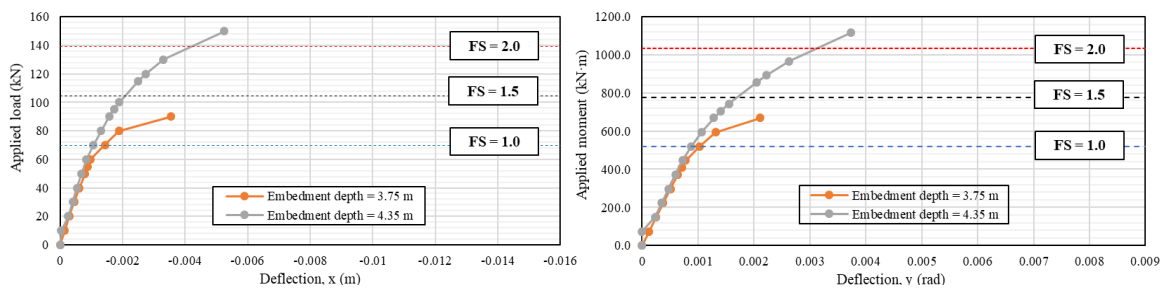 160
140
120
100
80
60
40
20
0
Applied load (kN)
FS = 2.0
FS = 1.5
FS = 1.0
Embedment depth = 3.75 m
Embedment depth = 4.35 m
0 -0.002 -0.004 -0.006 -0.008 -0.01 -0.012 -0.014 -0.016
Deflection, x (m)
1200.0
1000.0
800.0
600.0
400.0
200.0
0.0
Applied moment (kN·m)
FS = 2.0
FS = 1.5
FS = 1.0
Embedment depth = 3.75 m
Embedment depth = 4.35 m
0 0.001 0.002 0.003 0.004 0.005 0.006 0.007 0.008 0.009
Deflection, y (rad)